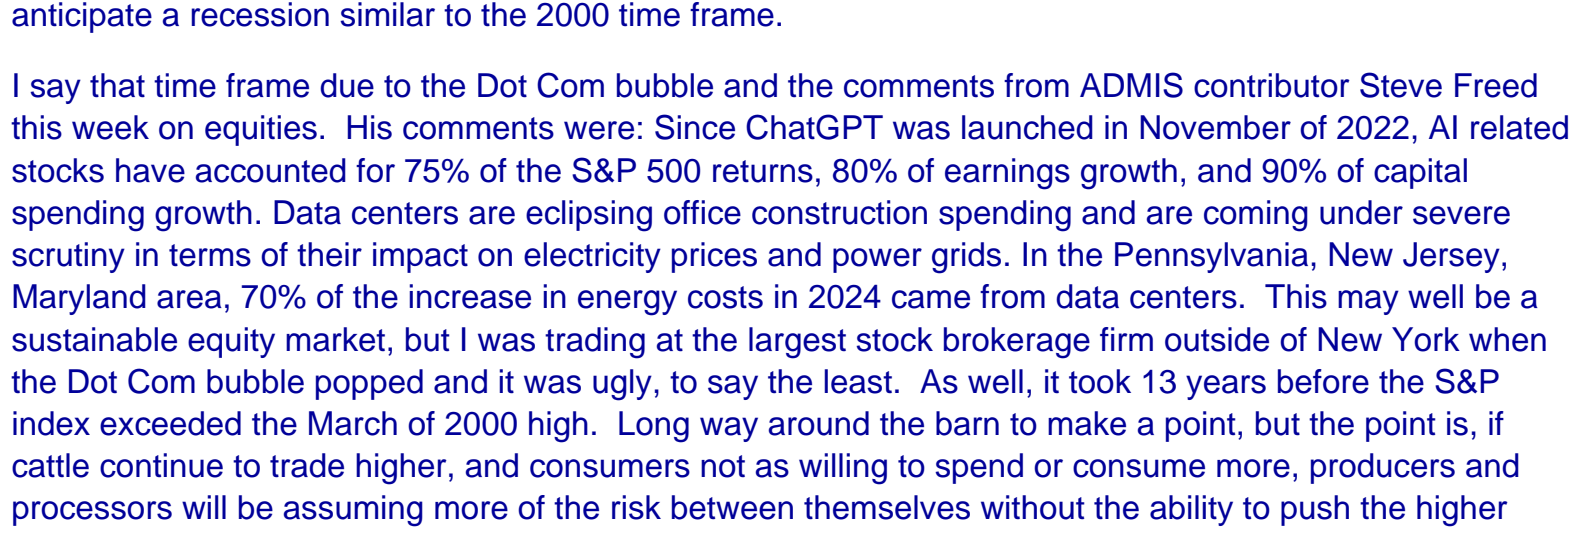 anticipate a recession similar to the 2000 time frame.
I say that time frame due to the Dot Com bubble and the comments from ADMIS contributor Steve Freed
this week on equities.  His comments were: Since ChatGPT was launched in November of 2022, AI related
stocks have accounted for 75% of the S&P 500 returns, 80% of earnings growth, and 90% of capital
spending growth. Data centers are eclipsing office construction spending and are coming under severe
scrutiny in terms of their impact on electricity prices and power grids. In the Pennsylvania, New Jersey,
Maryland area, 70% of the increase in energy costs in 2024 came from data centers.  This may well be a
sustainable equity market, but I was trading at the largest stock brokerage firm outside of New York when
the Dot Com bubble popped and it was ugly, to say the least.  As well, it took 13 years before the S&P
index exceeded the March of 2000 high.  Long way around the barn to make a point, but the point is, if
cattle continue to trade higher, and consumers not as willing to spend or consume more, producers and
processors will be assuming more of the risk between themselves without the ability to push the higher